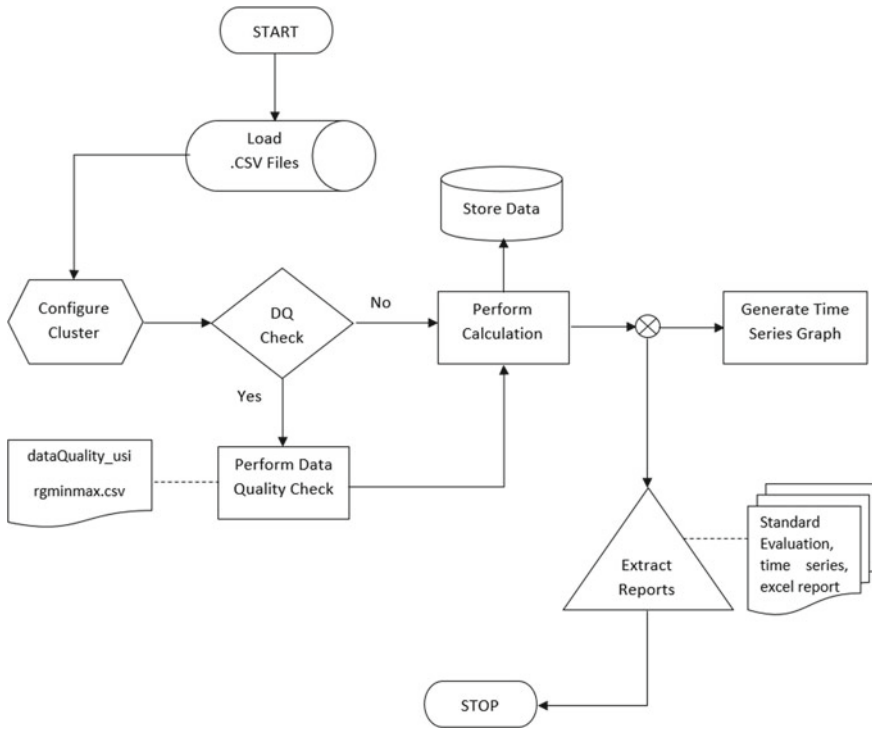 START
Load
.CSV Files
Store Data
Configure
Cluster
DQ
Check
No
Perform
Calculation
Generate Time
Series Graph
Yes
dataQuality_usi
rgminmax.csv
Perform Data
Quality Check
Extract
Reports
Standard
Evaluation,
time series,
excel report
STOP